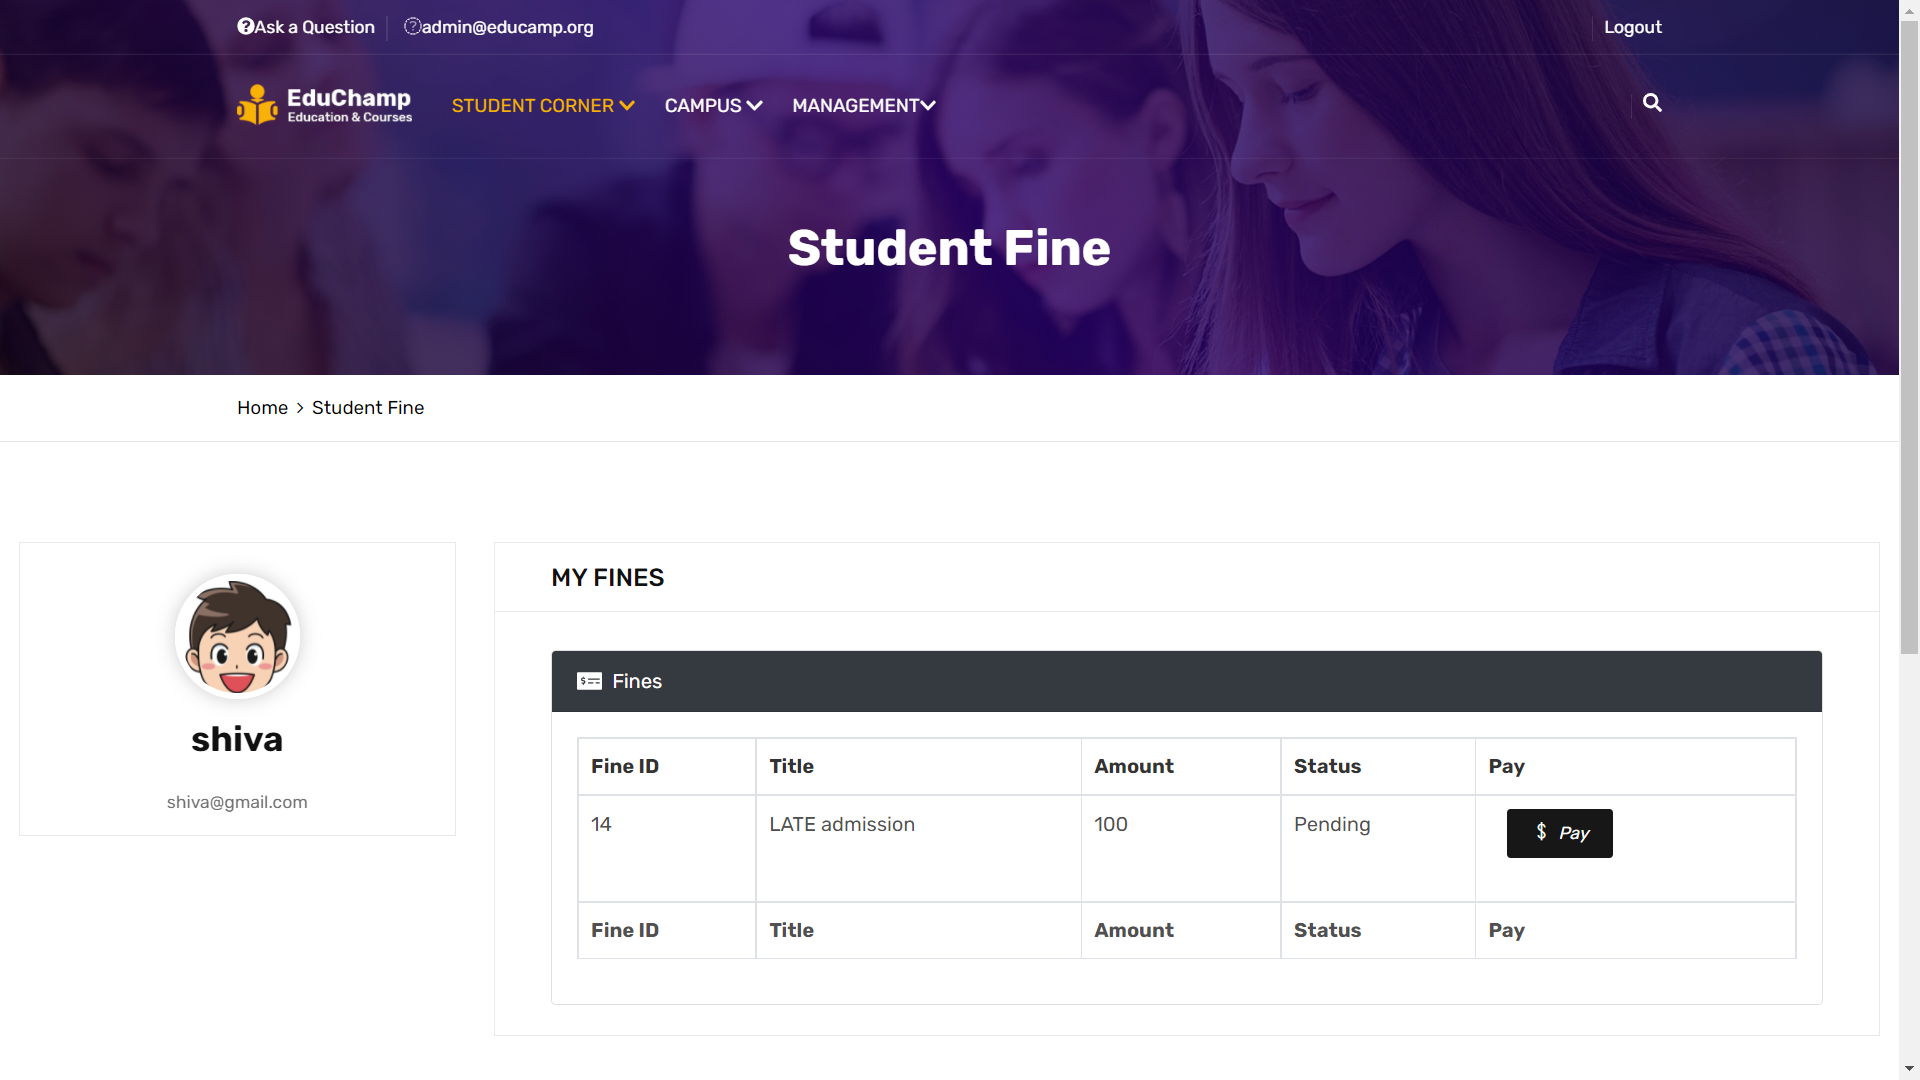 Ask a Question
admin@educamp.org
Logout
EduChamp
Education & Courses
STUDENT CORNER
CAMPUS
MANAGEMENT
Student Fine
Home > Student Fine
shiva
shiva@gmail.com
MY FINES
Fines
Fine ID Title Amount Status Pay
14 LATE admission 100 Pending $ Pay
Fine ID Title Amount Status Pay